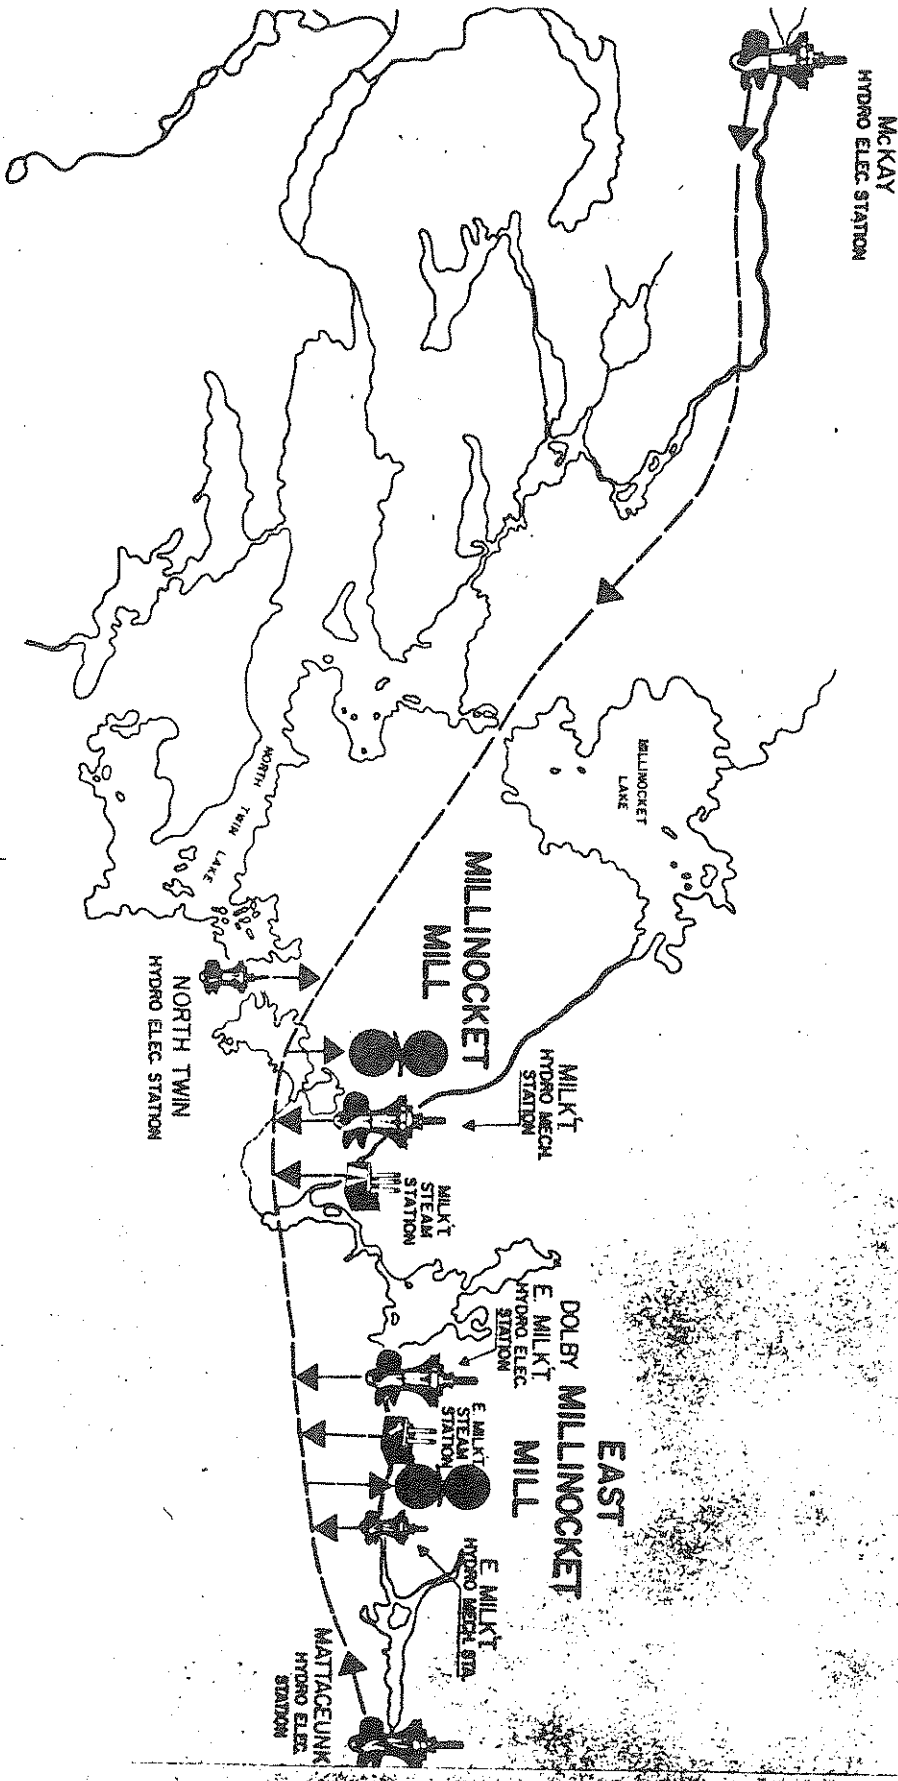 McKAY
HYDRO ELEC. STATION
MILLINOCKET
LAKE
NORTH TWIN LAKE
MILLINOCKET
MILL
NORTH TWIN
HYDRO ELEC. STATION
MILK'T
HYDRO MECH.
STATION
MILK'T
STEAM
STATION
DOLBY
E. MILK'T
HYDRO ELEC.
STATION
EAST
MILLINOCKET
MILL
E. MILK'T
STEAM
STATION
E. MILK'T
HYDRO MECH. STA.
MATTACEUNK
HYDRO ELEC.
STATION